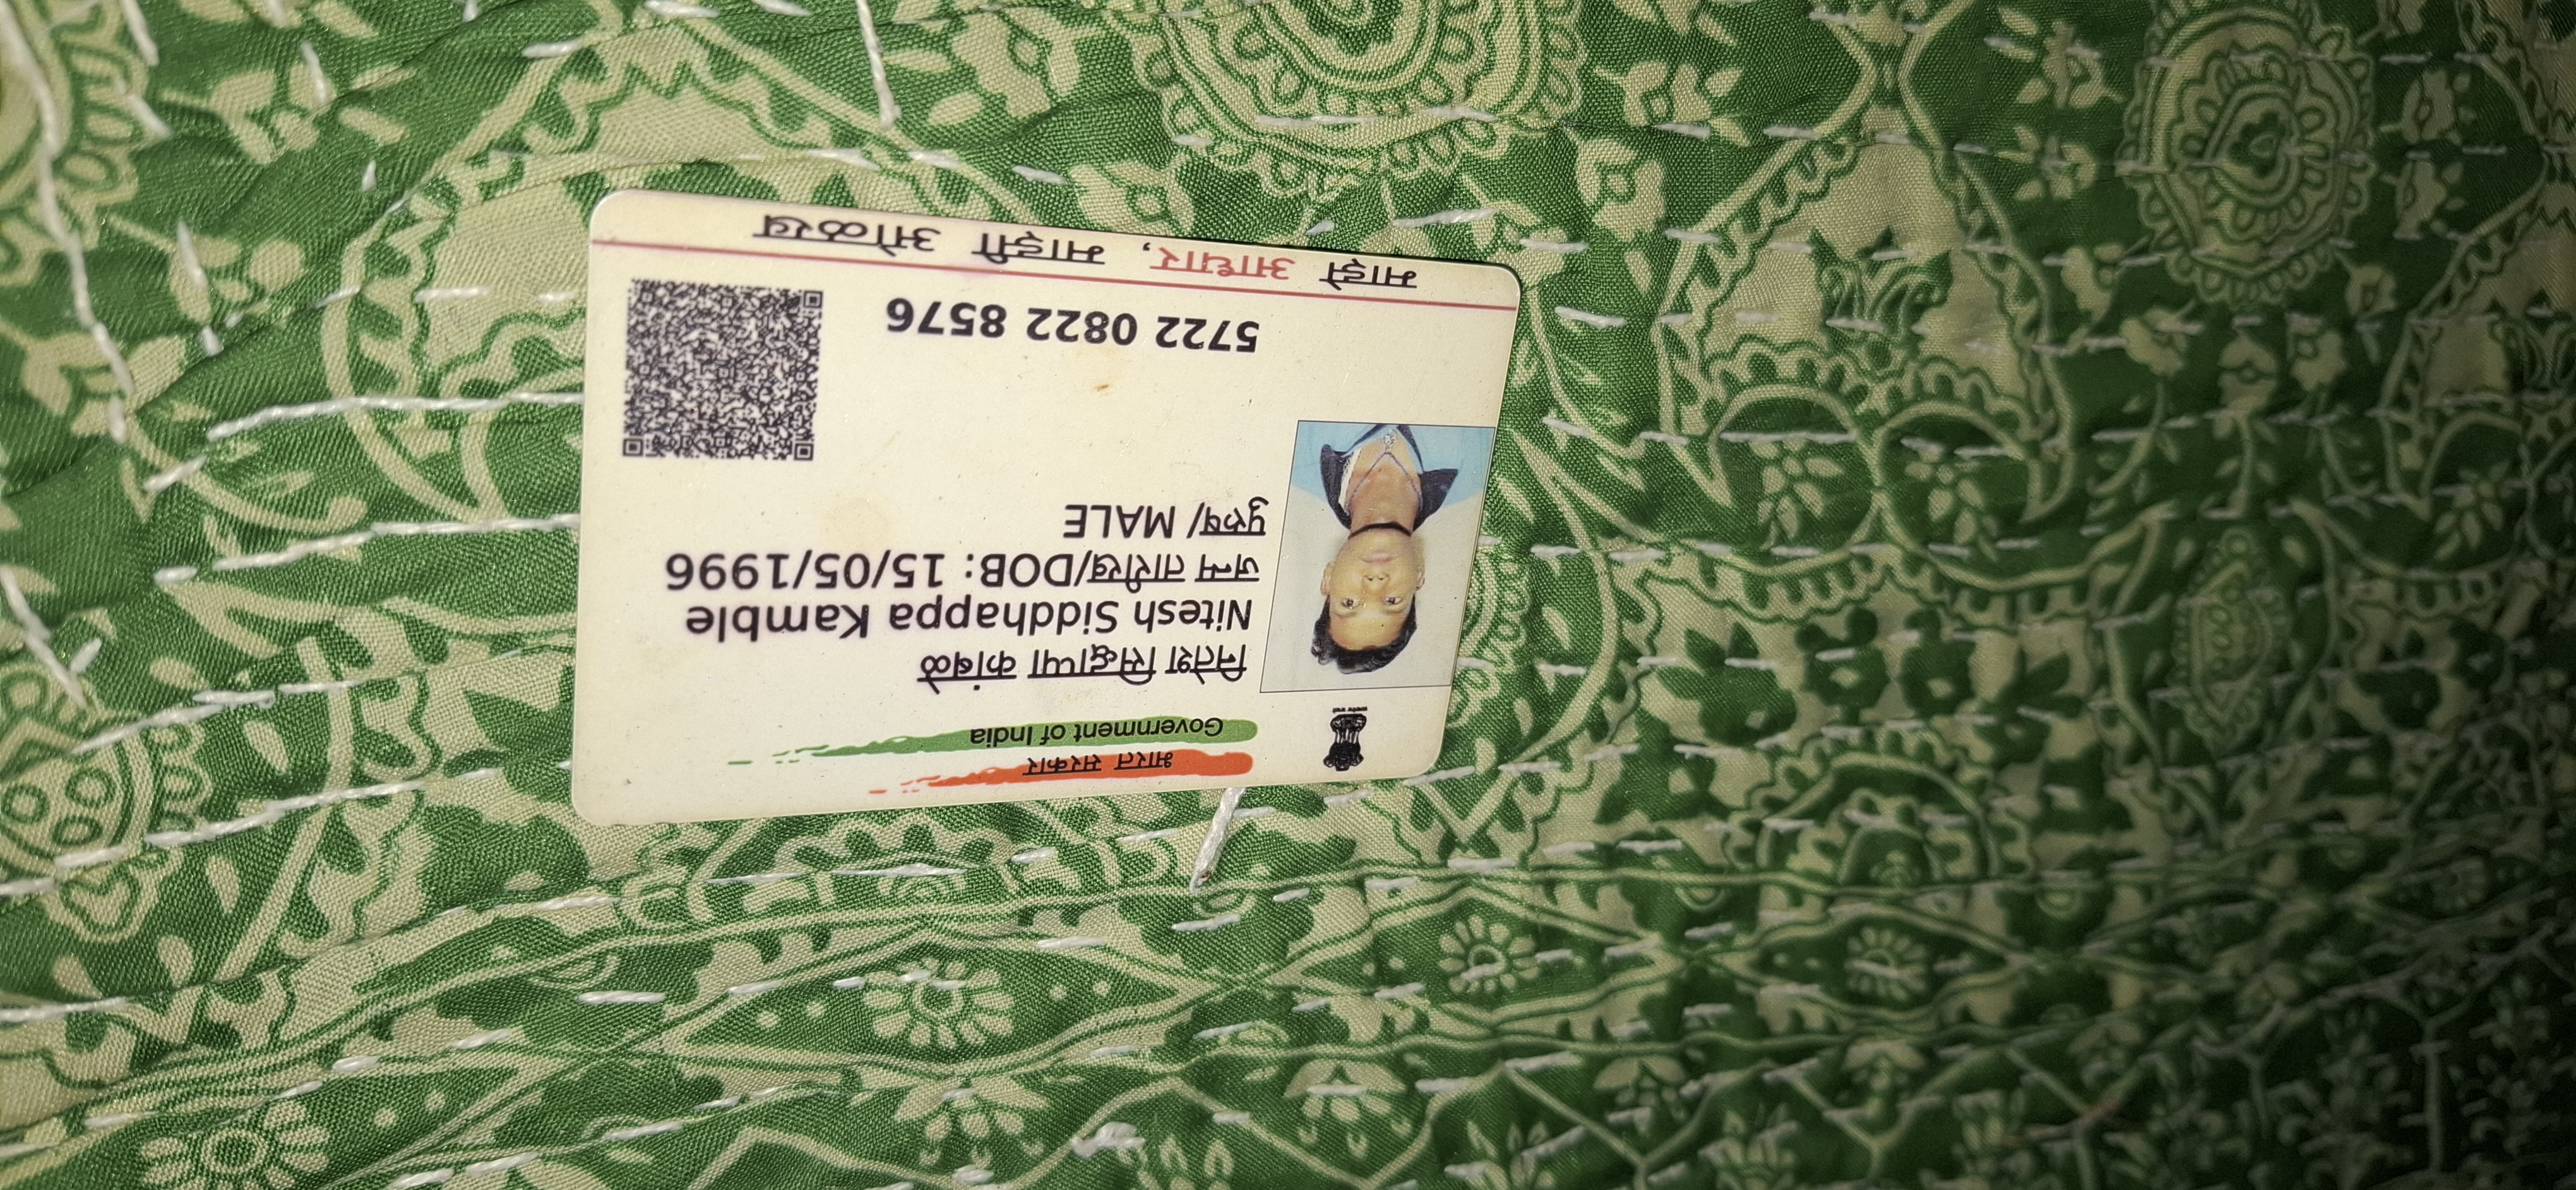 भारत सरकार
Government of India
नितेश सिद्धाप्पा कांबळे
Nitesh Siddhappa Kamble
जन्म तारीख/DOB: 15/05/1996
पुरुष/ MALE
5722 0822 8576
माझे आधार, माझी ओळख